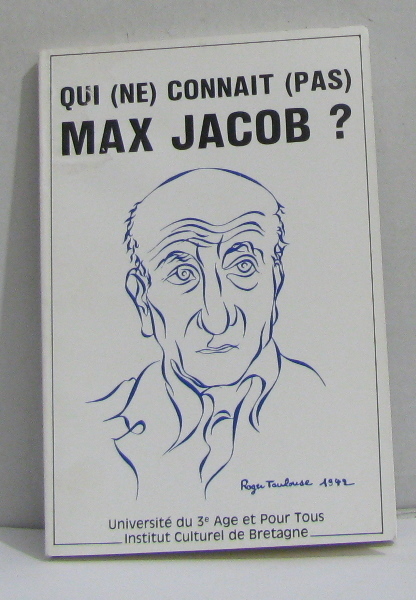 QUI (NE) CONNAIT (PAS)
MAX JACOB ?
Roger Toulouse 1942
Université du 3e Age et Pour Tous
Institut Culturel de Bretagne